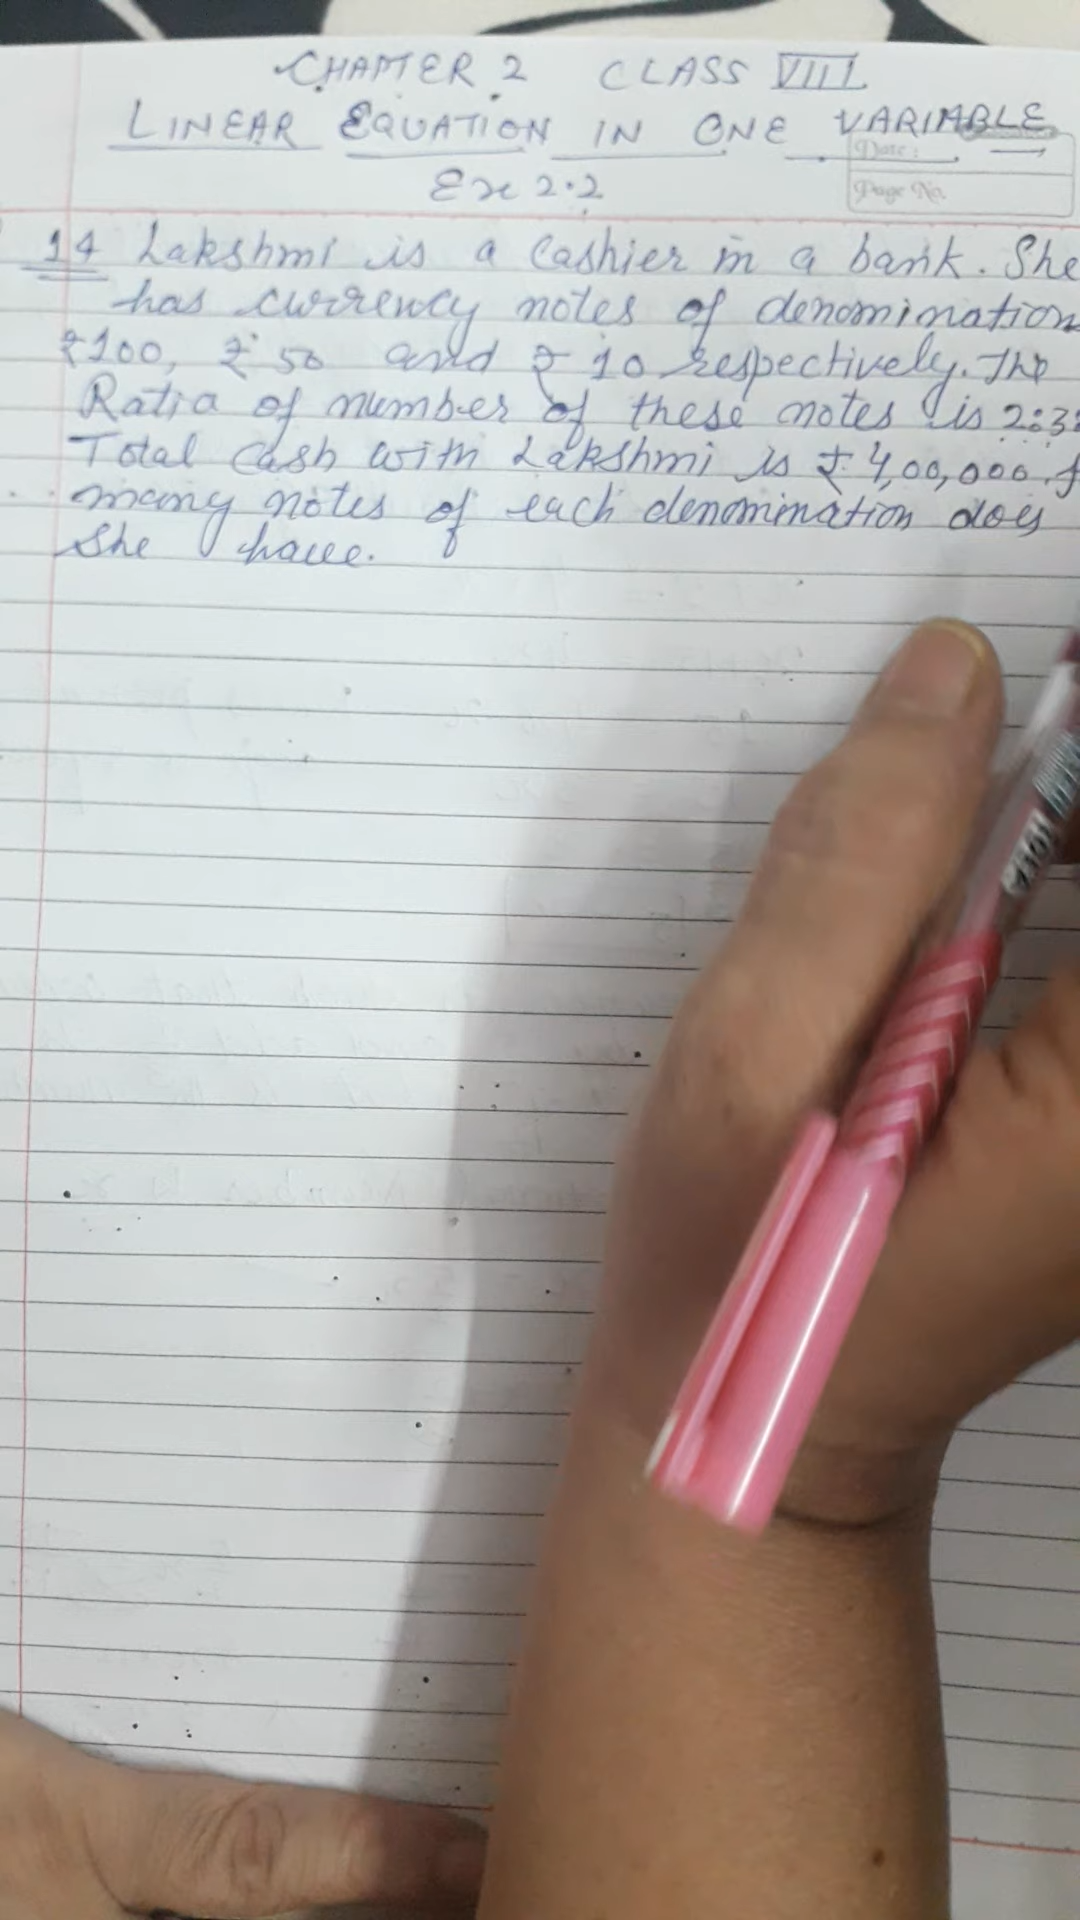 CHAPTER 2 CLASS VIII
LINEAR EQUATION IN ONE VARIABLE
Date :
Ex 2.2
Page No.
14 Lakshmi is a Cashier in a bank. She
has currency notes of denomination
₹100, ₹ 50 and ₹ 10 respectively. The
Ratio of number of these notes is 2:3:
Total cash with Lakshmi is ₹ 4,00,000.
many notes of each denomination does
She have.